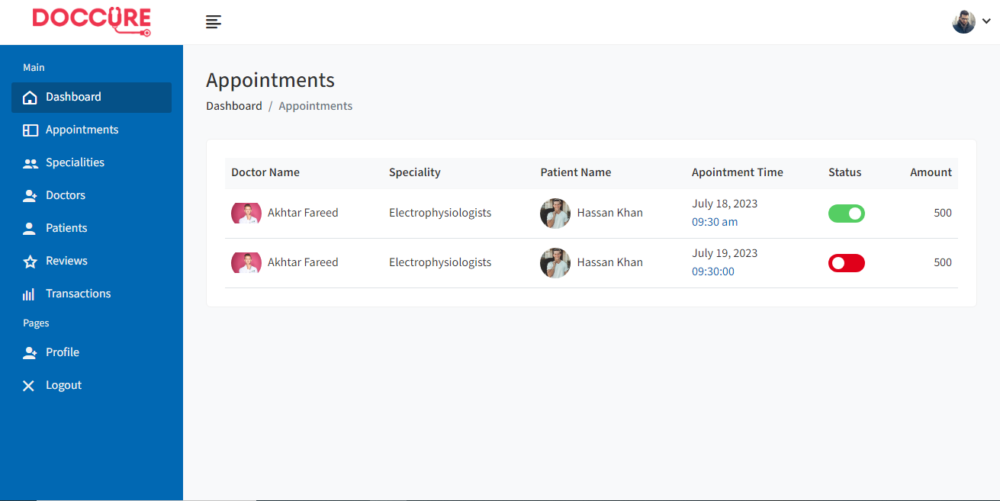 DOCCURE
Main
Dashboard
Appointments
Specialities
Doctors
Patients
Reviews
Transactions
Pages
Profile
Logout
Appointments
Dashboard / Appointments
Doctor Name Speciality Patient Name Apointment Time Status Amount
Akhtar Fareed Electrophysiologists Hassan Khan July 18, 2023 500
09:30 am
Akhtar Fareed Electrophysiologists Hassan Khan July 19, 2023 500
09:30:00